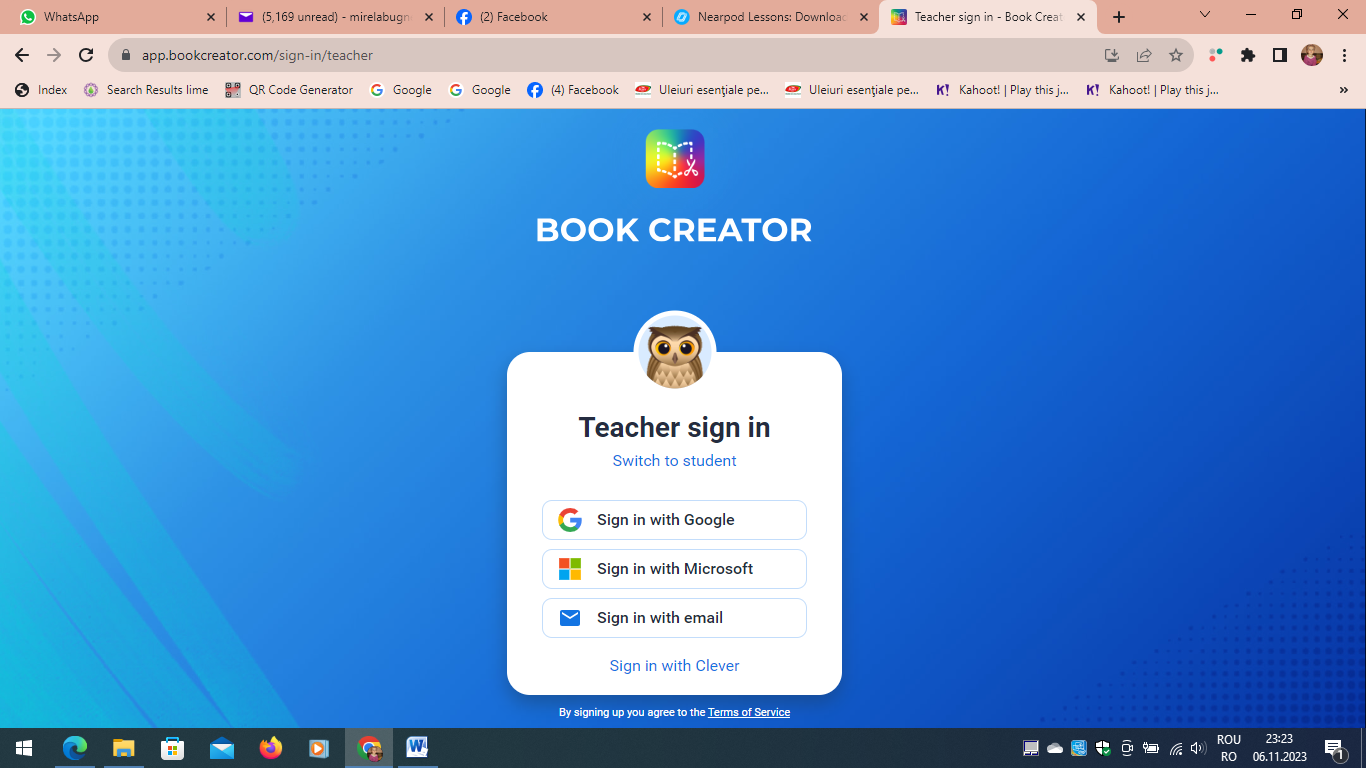 WhatsApp
(5,169 unread) - mirelabugn
(2) Facebook
Nearpod Lessons: Downloa
Teacher sign in - Book Creat
app.bookcreator.com/sign-in/teacher
Index
Search Results lime
QR Code Generator
Google
Google
(4) Facebook
Uleiuri esenţiale pe...
Uleiuri esenţiale pe...
K! Kahoot! | Play this j...
K! Kahoot! | Play this j...
»
BOOK CREATOR
Teacher sign in
Switch to student
Sign in with Google
Sign in with Microsoft
Sign in with email
Sign in with Clever
By signing up you agree to the Terms of Service
ROU
RO
23:23
06.11.2023
1